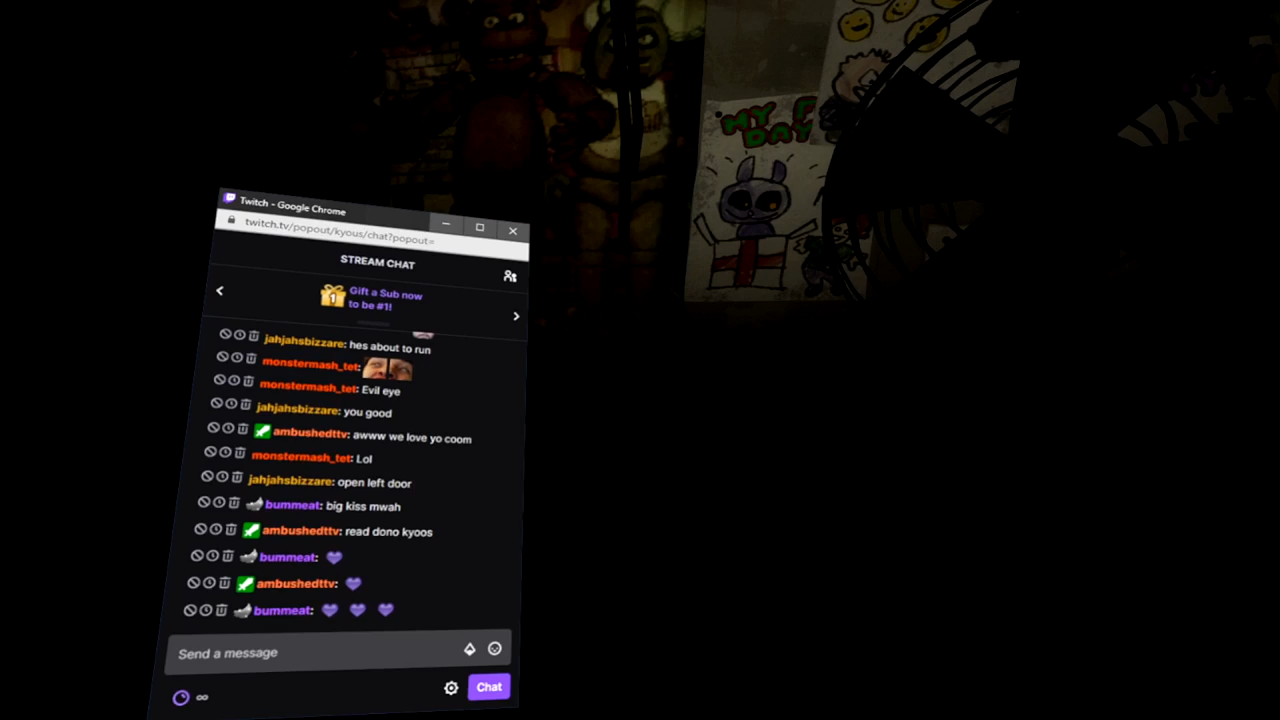 MY
DAY
Twitch - Google Chrome
twitch.tv/popout/kyous/chat?popout=
STREAM CHAT
1
Gift a Sub now
to be #1!
jahjahsbizzare: hes about to run
monstermash_tet:
monstermash_tet: Evil eye
jahjahsbizzare: you good
ambushedttv: awww we love yo coom
monstermash_tet: Lol
jahjahsbizzare: open left door
bummeat: big kiss mwah
ambushedttv: read dono kyoos
bummeat: 💜
ambushedttv: 💜
bummeat: 💜 💜 💜
Send a message
∞
Chat